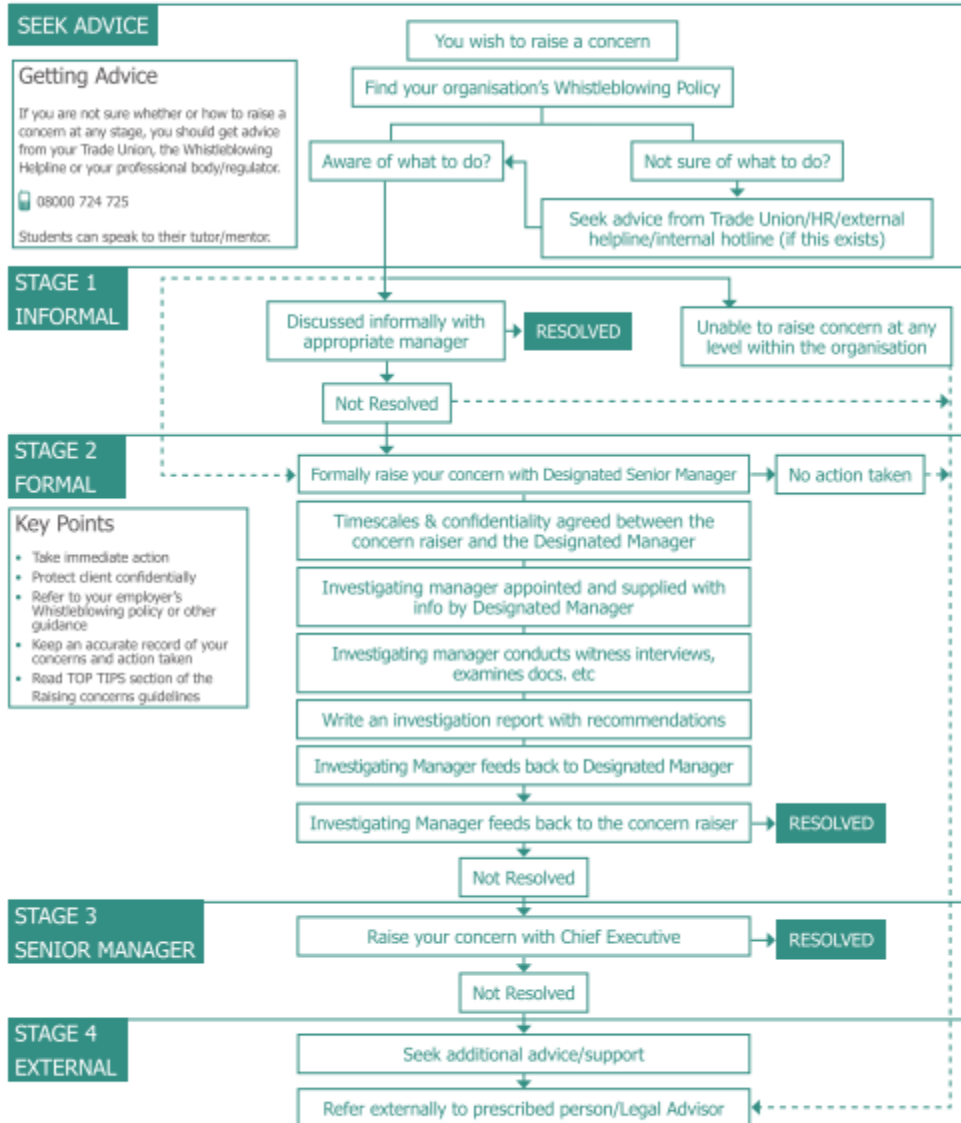 SEEK ADVICE
You wish to raise a concern
Getting Advice
If you are not sure whether or how to raise a
concern at any stage, you should get advice
from your Trade Union, the Whistleblowing
Helpline or your professional body/regulator.
08000 724 725
Students can speak to their tutor/mentor.
Find your organisation's Whistleblowing Policy
Aware of what to do?
Not sure of what to do?
Seek advice from Trade Union/HR/external
helpline/internal hotline (if this exists)
STAGE 1
INFORMAL
Discussed informally with
appropriate manager
RESOLVED
Unable to raise concern at any
level within the organisation
Not Resolved
STAGE 2
FORMAL
Formally raise your concern with Designated Senior Manager
No action taken
Key Points
• Take immediate action
• Protect client confidentially
• Refer to your employer's
Whistleblowing policy or other
guidance
• Keep an accurate record of your
concerns and action taken
• Read TOP TIPS section of the
Raising concerns guidelines
Timescales & confidentiality agreed between the
concern raiser and the Designated Manager
Investigating manager appointed and supplied with
info by Designated Manager
Investigating manager conducts witness interviews,
examines docs. etc
Write an investigation report with recommendations
Investigating Manager feeds back to Designated Manager
Investigating Manager feeds back to the concern raiser
RESOLVED
Not Resolved
STAGE 3
SENIOR MANAGER
Raise your concern with Chief Executive
RESOLVED
Not Resolved
STAGE 4
EXTERNAL
Seek additional advice/support
Refer externally to prescribed person/Legal Advisor